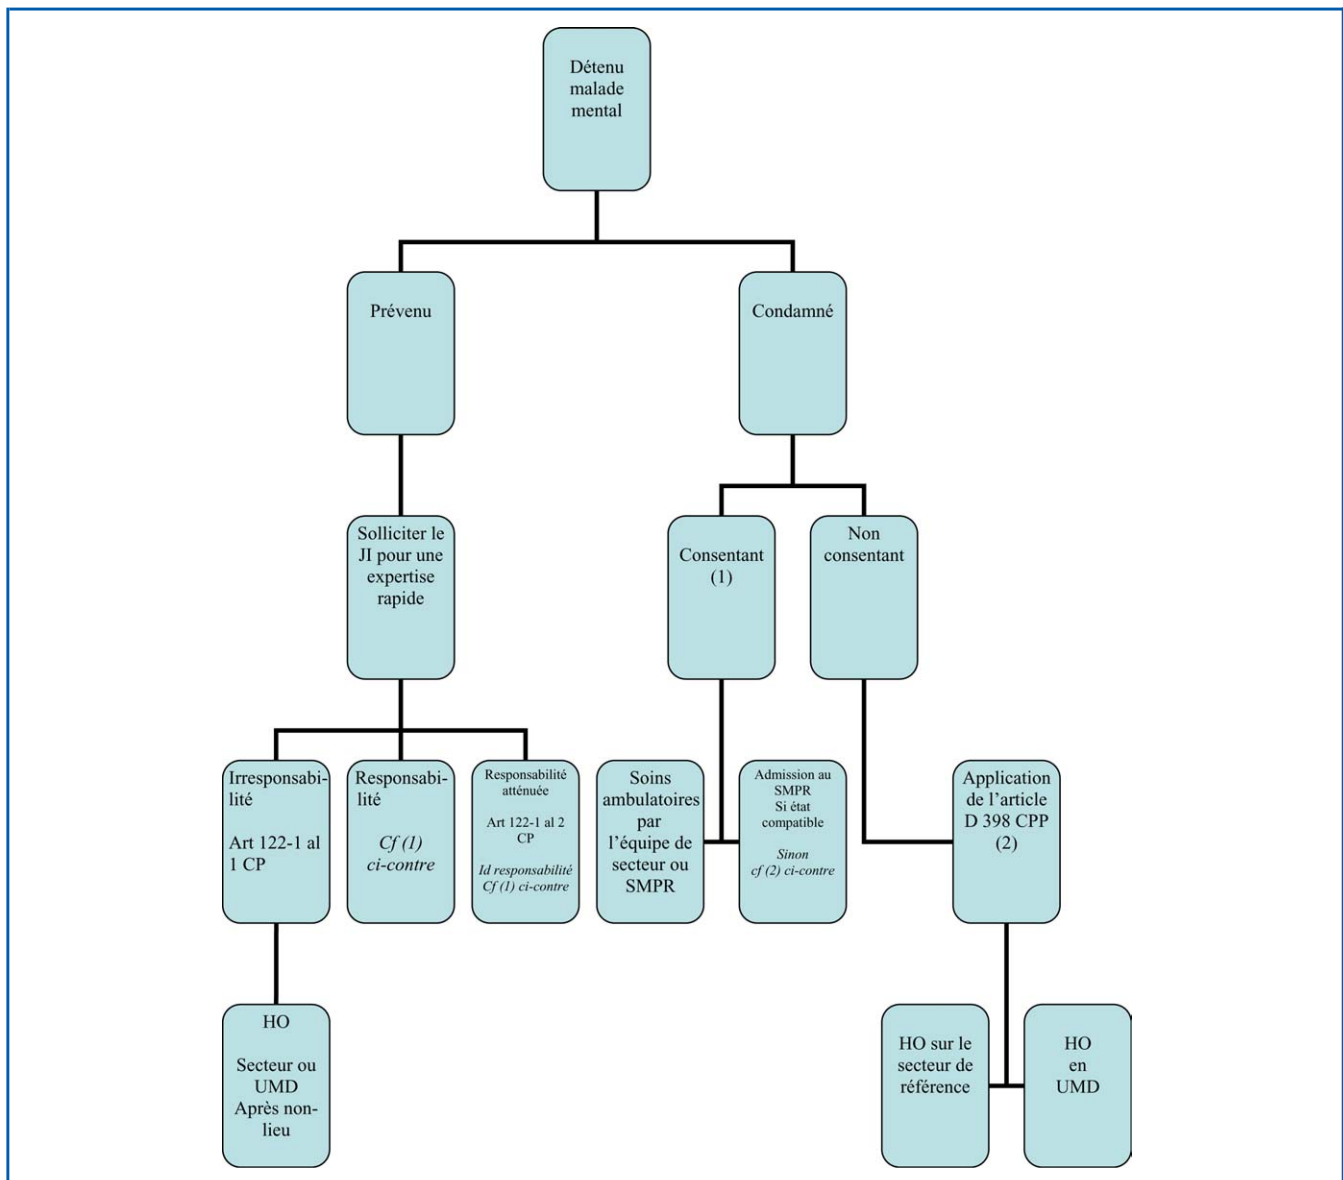 Détenu
malade
mental
Prévenu
Condamné
Solliciter le
JI pour une
expertise
rapide
Consentant
(1)
Non
consentant
Irresponsabi-
lité
Art 122-1 al
1 CP
Responsabi-
lité
Cf (1)
ci-contre
Responsabilité
atténuée
Art 122-1 al 2
CP
Id responsabilité
Cf (1) ci-contre
Soins
ambulatoires
par
l’équipe de
secteur ou
SMPR
Admission au
SMPR
Si état
compatible
Sinon
cf (2) ci-contre
Application
de l’article
D 398 CPP
(2)
HO
Secteur ou
UMD
Après non-
lieu
HO sur le
secteur de
référence
HO
en
UMD